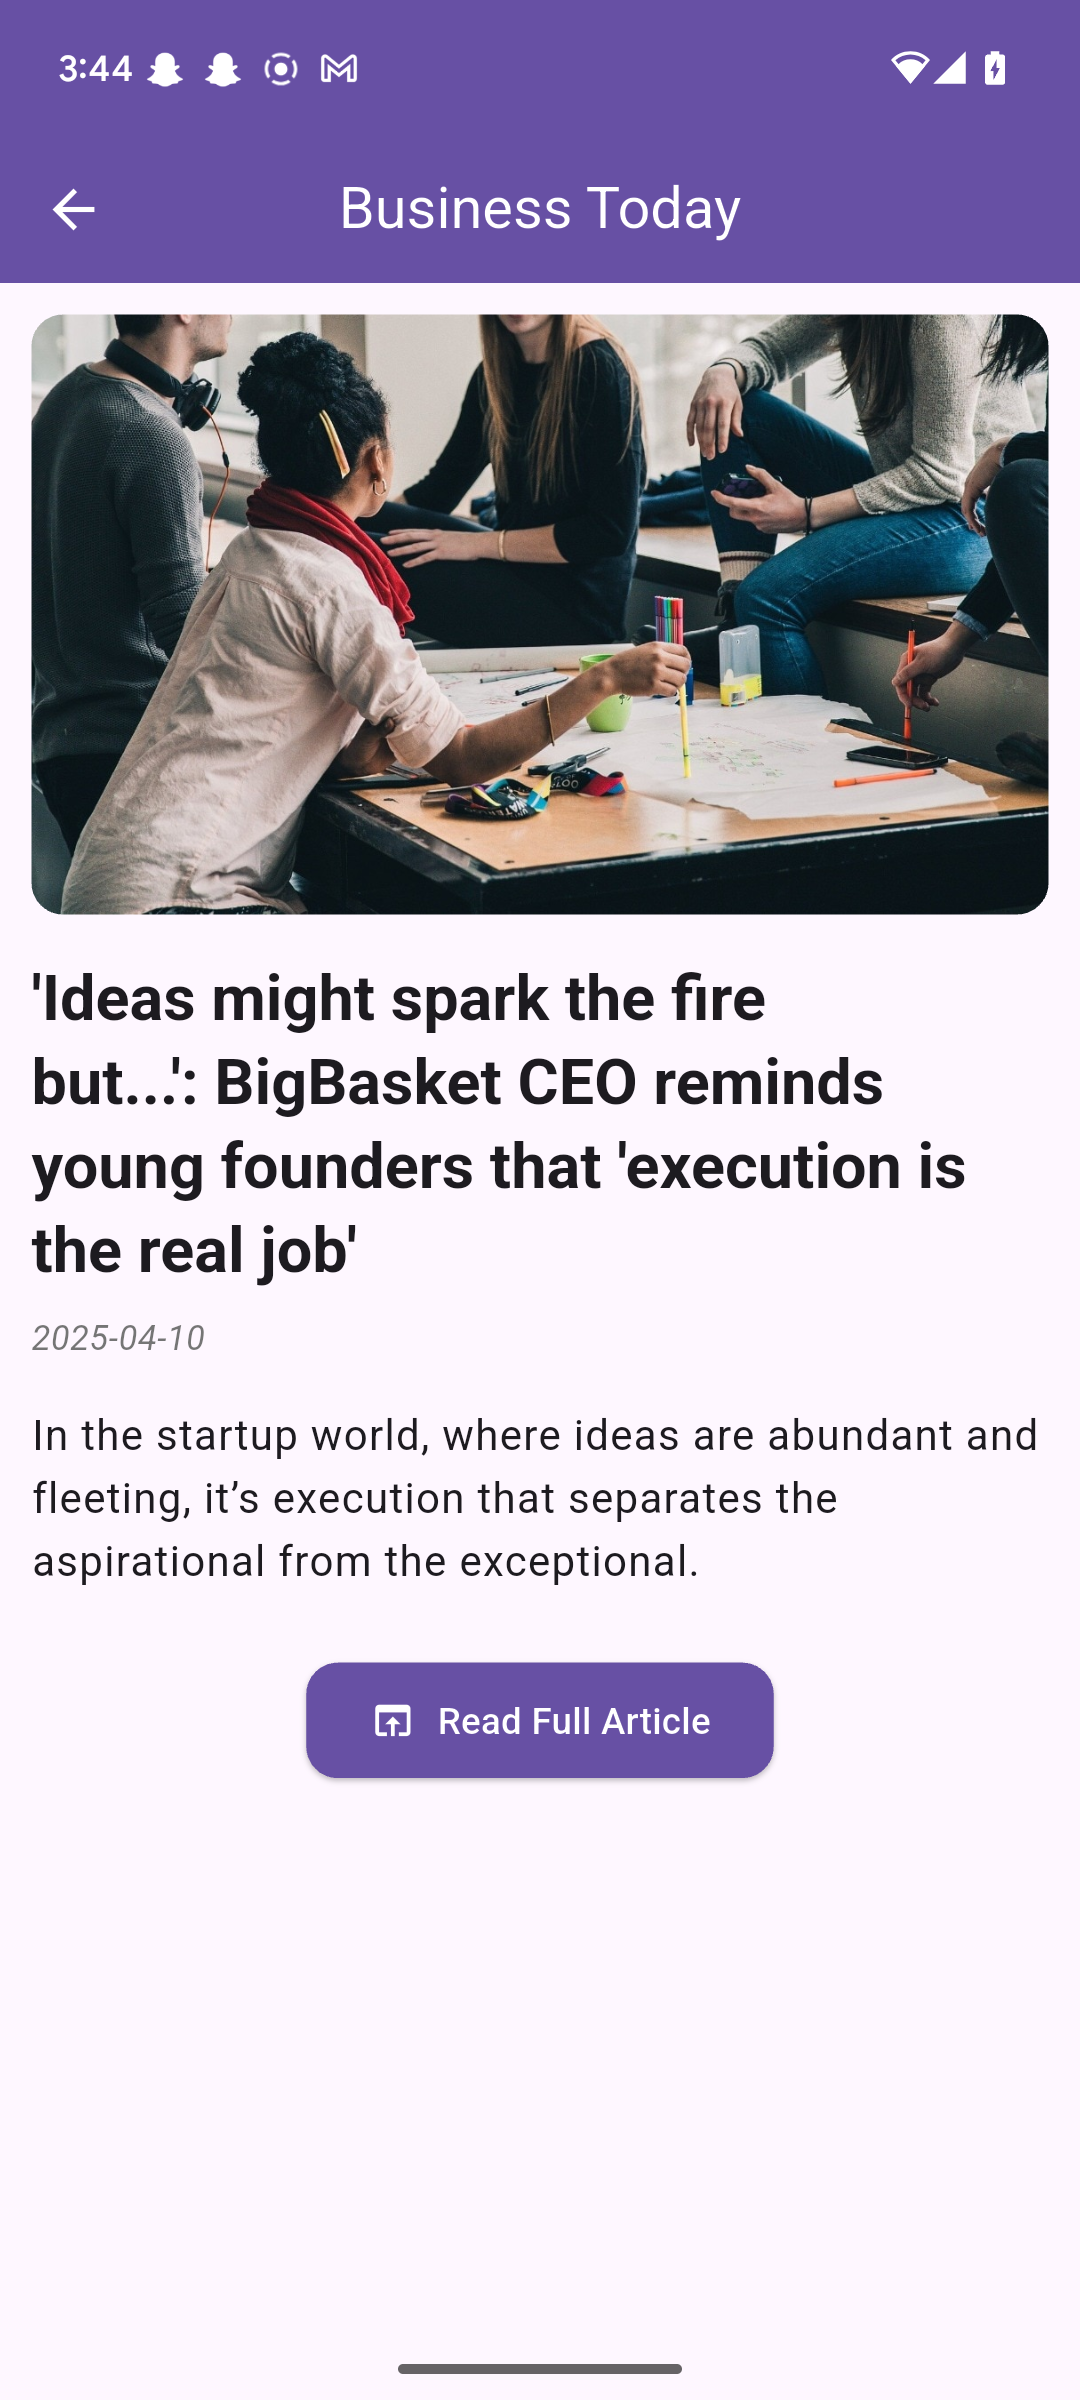 3:44
Business Today
'Ideas might spark the fire
but...': BigBasket CEO reminds
young founders that 'execution is
the real job'
2025-04-10
In the startup world, where ideas are abundant and
fleeting, it’s execution that separates the
aspirational from the exceptional.
Read Full Article